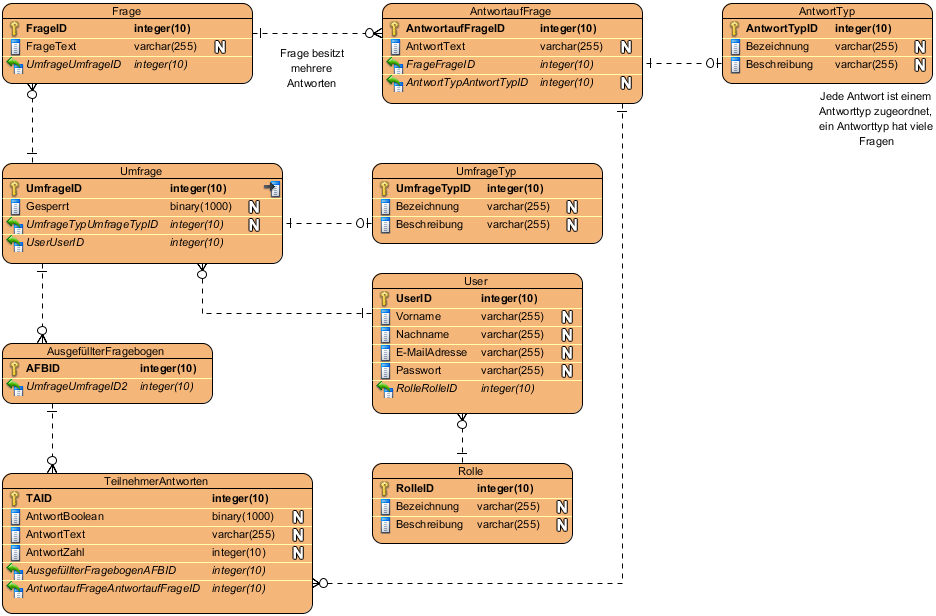 Frage
FrageID integer(10)
FrageText varchar(255) N
UmfrageUmfrageID integer(10)
Frage besitzt
mehrere
Antworten
AntwortaufFrage
AntwortaufFrageID integer(10)
AntwortText varchar(255) N
FrageFrageID integer(10)
AntwortTypAntwortTypID integer(10) N
AntwortTyp
AntwortTypID integer(10)
Bezeichnung varchar(255) N
Beschreibung varchar(255) N
Jede Antwort ist einem
Antworttyp zugeordnet,
ein Antworttyp hat viele
Fragen
Umfrage
UmfrageID integer(10)
Gesperrt binary(1000) N
UmfrageTypUmfrageTypID integer(10) N
UserUserID integer(10)
UmfrageTyp
UmfrageTypID integer(10)
Bezeichnung varchar(255) N
Beschreibung varchar(255) N
User
UserID integer(10)
Vorname varchar(255) N
Nachname varchar(255) N
E-MailAdresse varchar(255) N
Passwort varchar(255) N
RolleRolleID integer(10)
AusgefüllterFragebogen
AFBID integer(10)
UmfrageUmfrageID2 integer(10)
Rolle
RolleID integer(10)
Bezeichnung varchar(255) N
Beschreibung varchar(255) N
TeilnehmerAntworten
TAID integer(10)
AntwortBoolean binary(1000) N
AntwortText varchar(255) N
AntwortZahl integer(10) N
AusgefüllterFragebogenAFBID integer(10)
AntwortaufFrageAntwortaufFrageID integer(10)